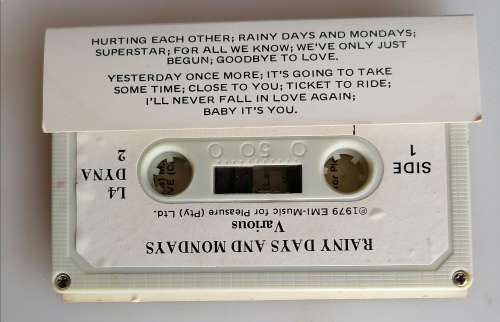 HURTING EACH OTHER; RAINY DAYS AND MONDAYS;
SUPERSTAR; FOR ALL WE KNOW; WE'VE ONLY JUST
BEGUN; GOODBYE TO LOVE.
YESTERDAY ONCE MORE; IT'S GOING TO TAKE
SOME TIME; CLOSE TO YOU; TICKET TO RIDE;
I'LL NEVER FALL IN LOVE AGAIN;
BABY IT'S YOU.
RAINY DAYS AND MONDAYS
Various
©1979 EMI-Music for Pleasure (Pty) Ltd.
SIDE
1
L4
DYNA
2
0 50